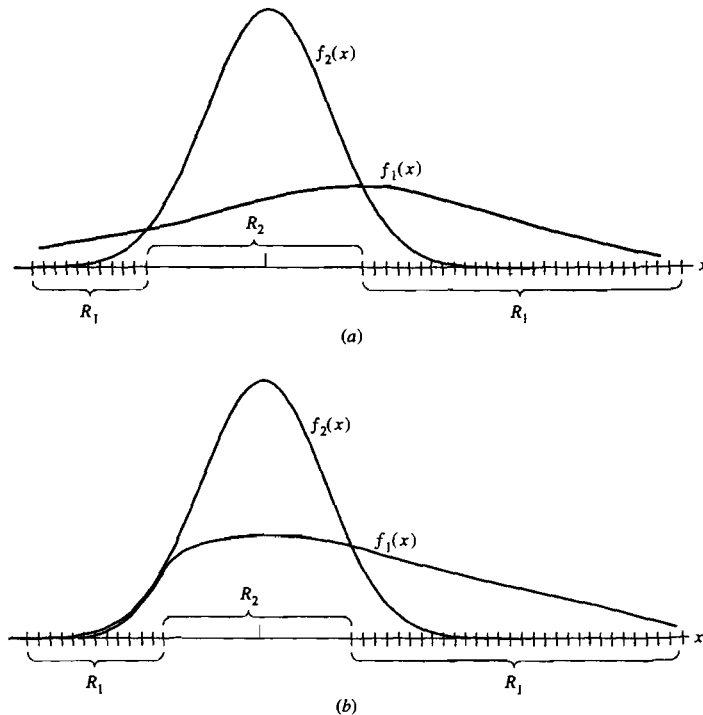 f₂(x)
f₁(x)
R₂
x
R₁ R₁
(a)
f₂(x)
f₁(x)
R₂
x
R₁ R₁
(b)